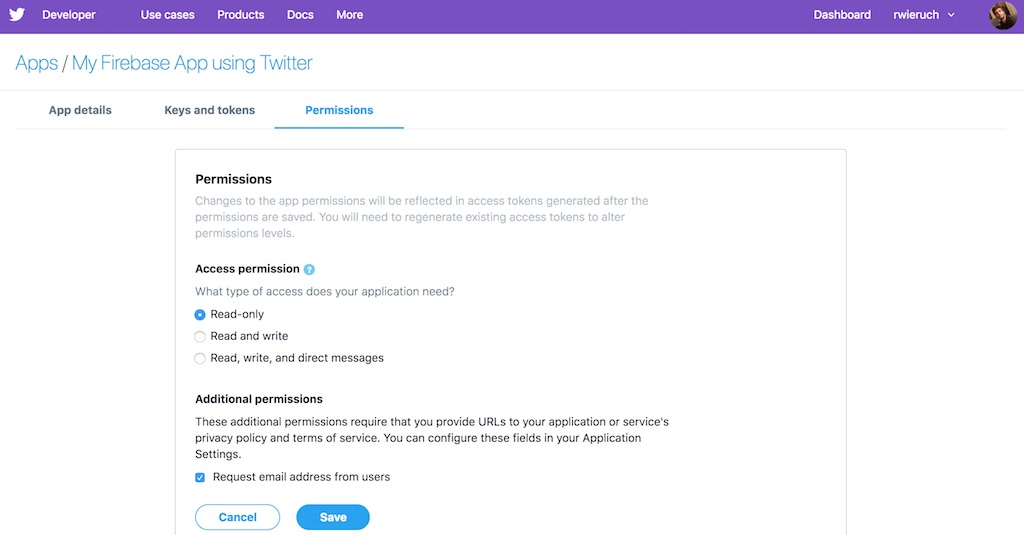 Developer Use cases Products Docs More Dashboard rwieruch
Apps / My Firebase App using Twitter
App details Keys and tokens Permissions
Permissions
Changes to the app permissions will be reflected in access tokens generated after the
permissions are saved. You will need to regenerate existing access tokens to alter
permissions levels.
Access permission ?
What type of access does your application need?
Read-only
Read and write
Read, write, and direct messages
Additional permissions
These additional permissions require that you provide URLs to your application or service's
privacy policy and terms of service. You can configure these fields in your Application
Settings.
Request email address from users
Cancel Save